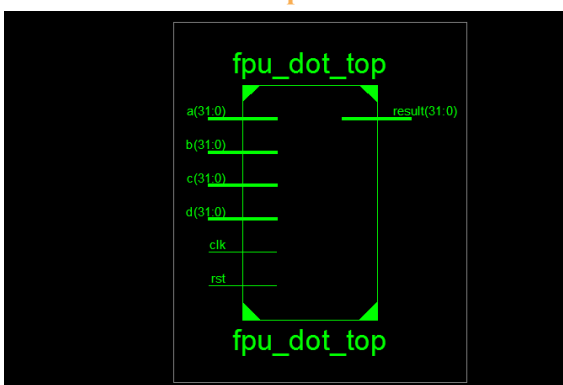 fpu_dot_top
a(31:0)
result(31:0)
b(31:0)
c(31:0)
d(31:0)
clk
rst
fpu_dot_top